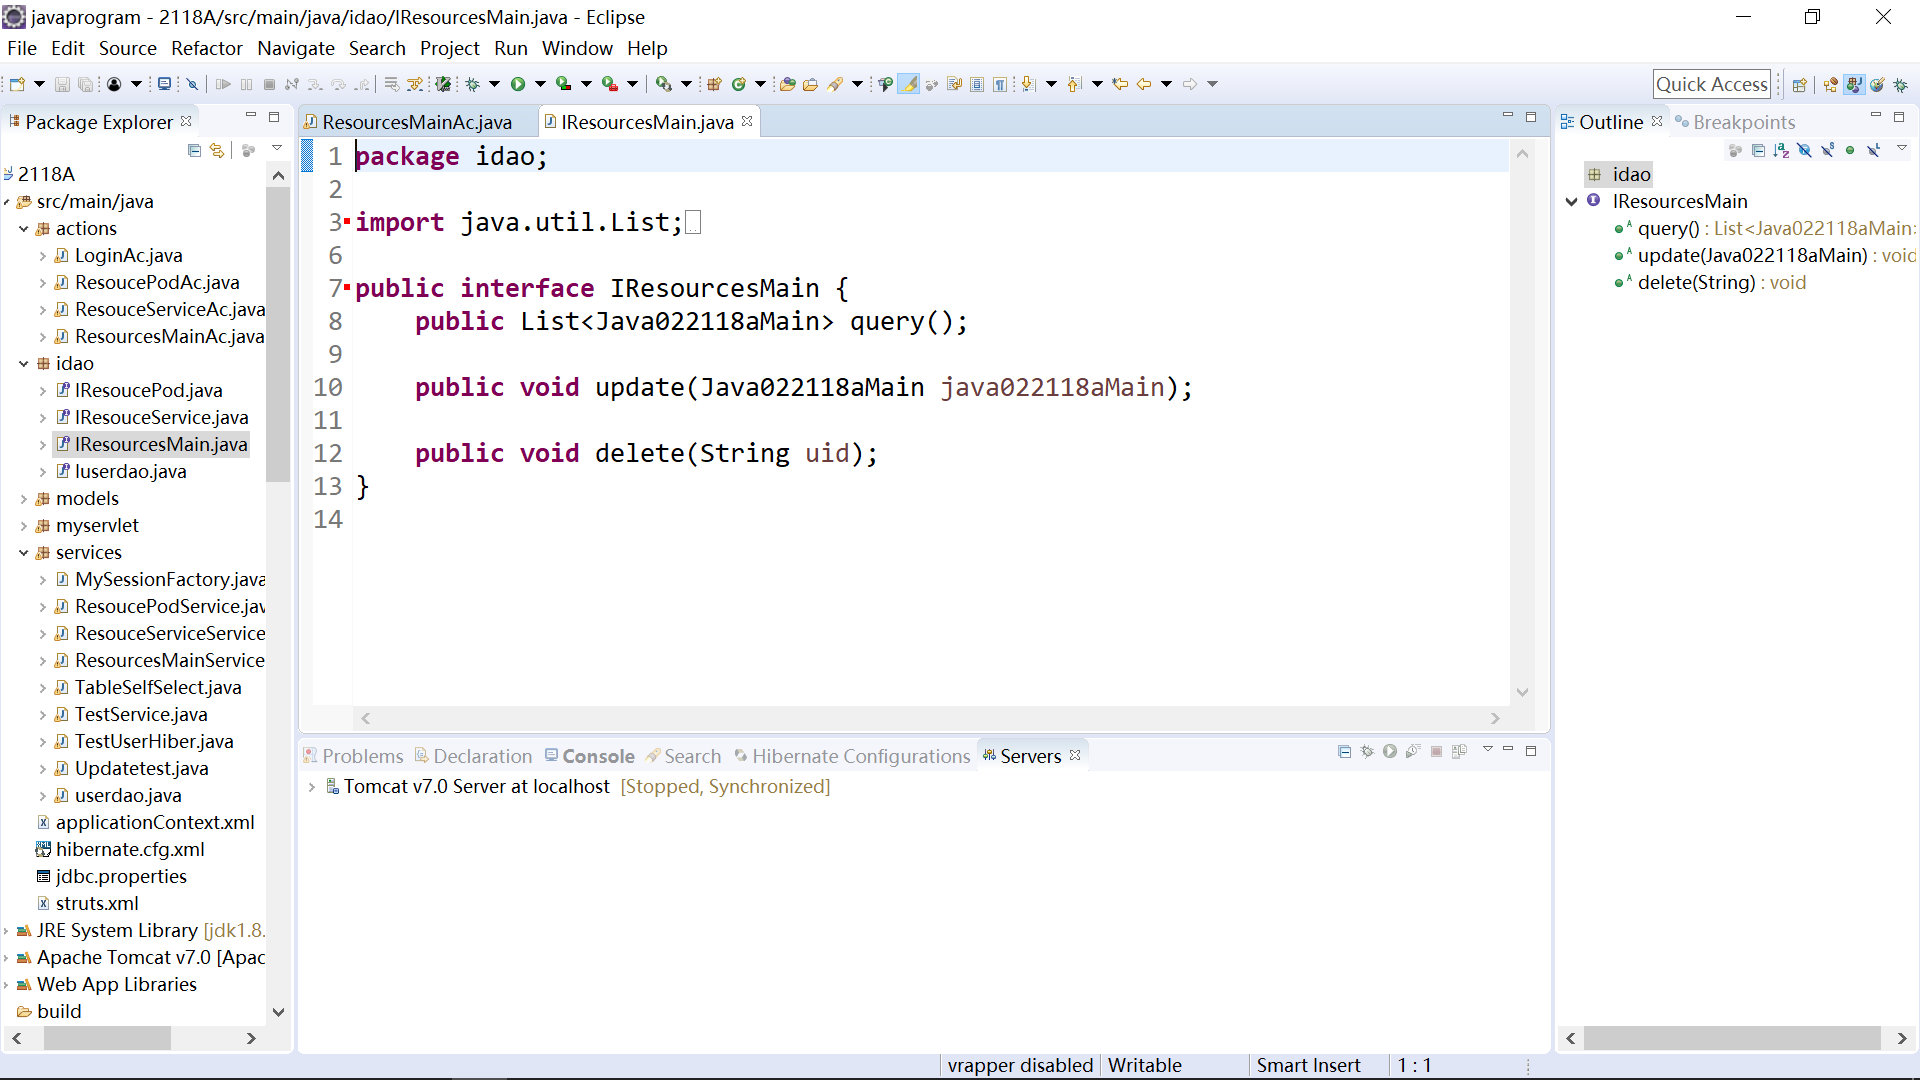 javaprogram - 2118A/src/main/java/idao/IResourcesMain.java - Eclipse
File Edit Source Refactor Navigate Search Project Run Window Help
Quick Access
Package Explorer
2118A
src/main/java
actions
LoginAc.java
ResoucePodAc.java
ResouceServiceAc.java
ResourcesMainAc.java
idao
IResoucePod.java
IResouceService.java
IResourcesMain.java
Iuserdao.java
models
myservlet
services
MySessionFactory.java
ResoucePodService.jav
ResouceServiceService
ResourcesMainService
TableSelfSelect.java
TestService.java
TestUserHiber.java
Updatetest.java
userdao.java
applicationContext.xml
hibernate.cfg.xml
jdbc.properties
struts.xml
JRE System Library [jdk1.8.
Apache Tomcat v7.0 [Apac
Web App Libraries
build
ResourcesMainAc.java IResourcesMain.java
1 package idao;
2
3 import java.util.List;
6
7 public interface IResourcesMain {
8 public List<Java022118aMain> query();
9
10 public void update(Java022118aMain java022118aMain);
11
12 public void delete(String uid);
13 }
14
Problems Declaration Console Search Hibernate Configurations Servers
Tomcat v7.0 Server at localhost [Stopped, Synchronized]
Outline Breakpoints
idao
IResourcesMain
query() : List<Java022118aMain>
update(Java022118aMain) : void
delete(String) : void
vrapper disabled Writable Smart Insert 1 : 1